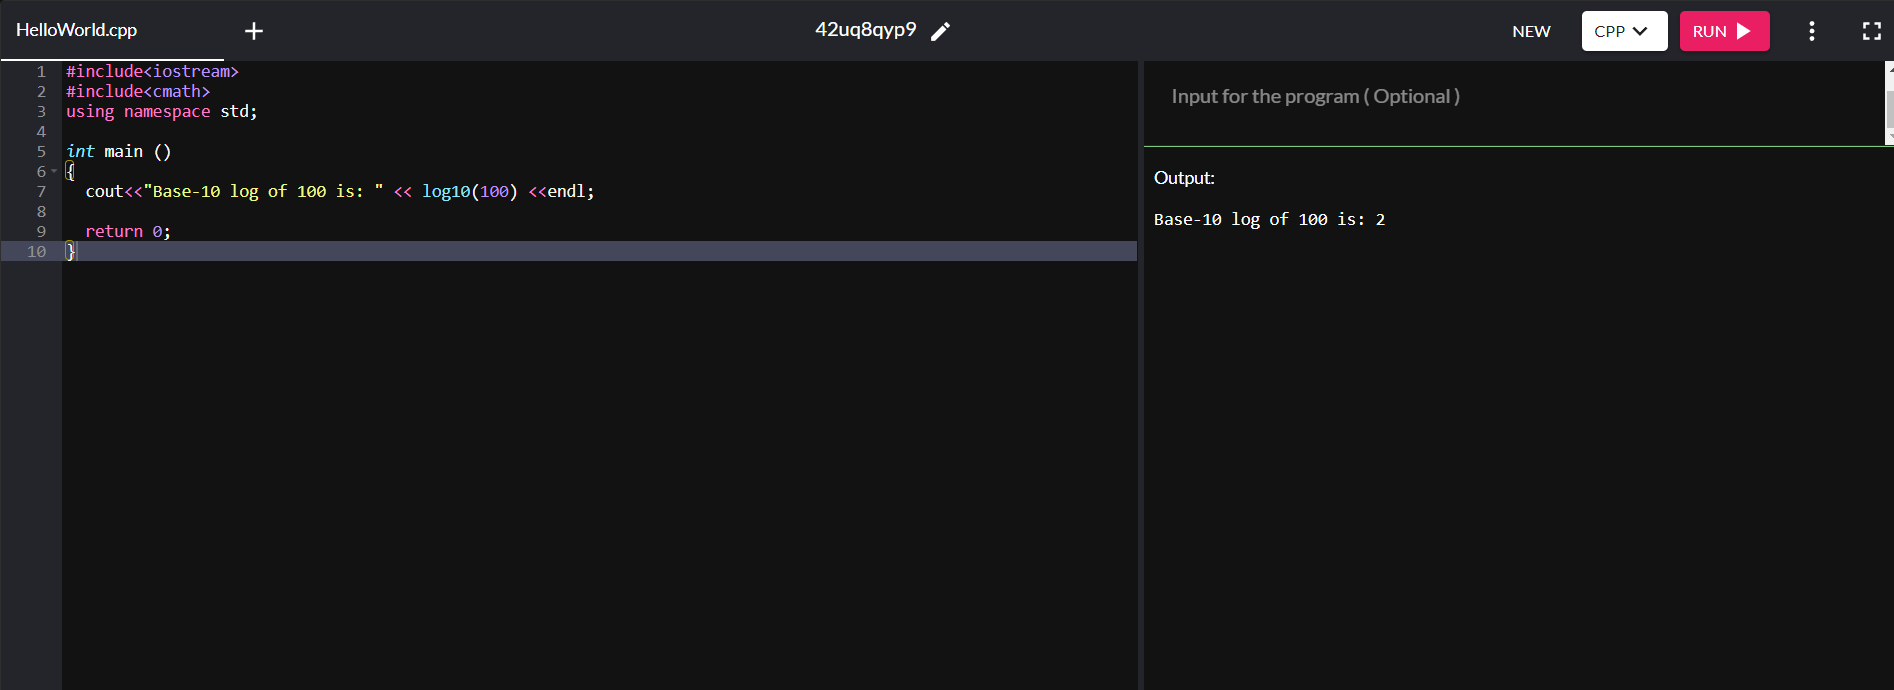 HelloWorld.cpp
42uq8qyp9
NEW
CPP
RUN
1 #include<iostream>
2 #include<cmath>
3 using namespace std;
4
5 int main ()
6 {
7   cout<<"Base-10 log of 100 is: " << log10(100) <<endl;
8
9   return 0;
10 }
Input for the program ( Optional )
Output:
Base-10 log of 100 is: 2